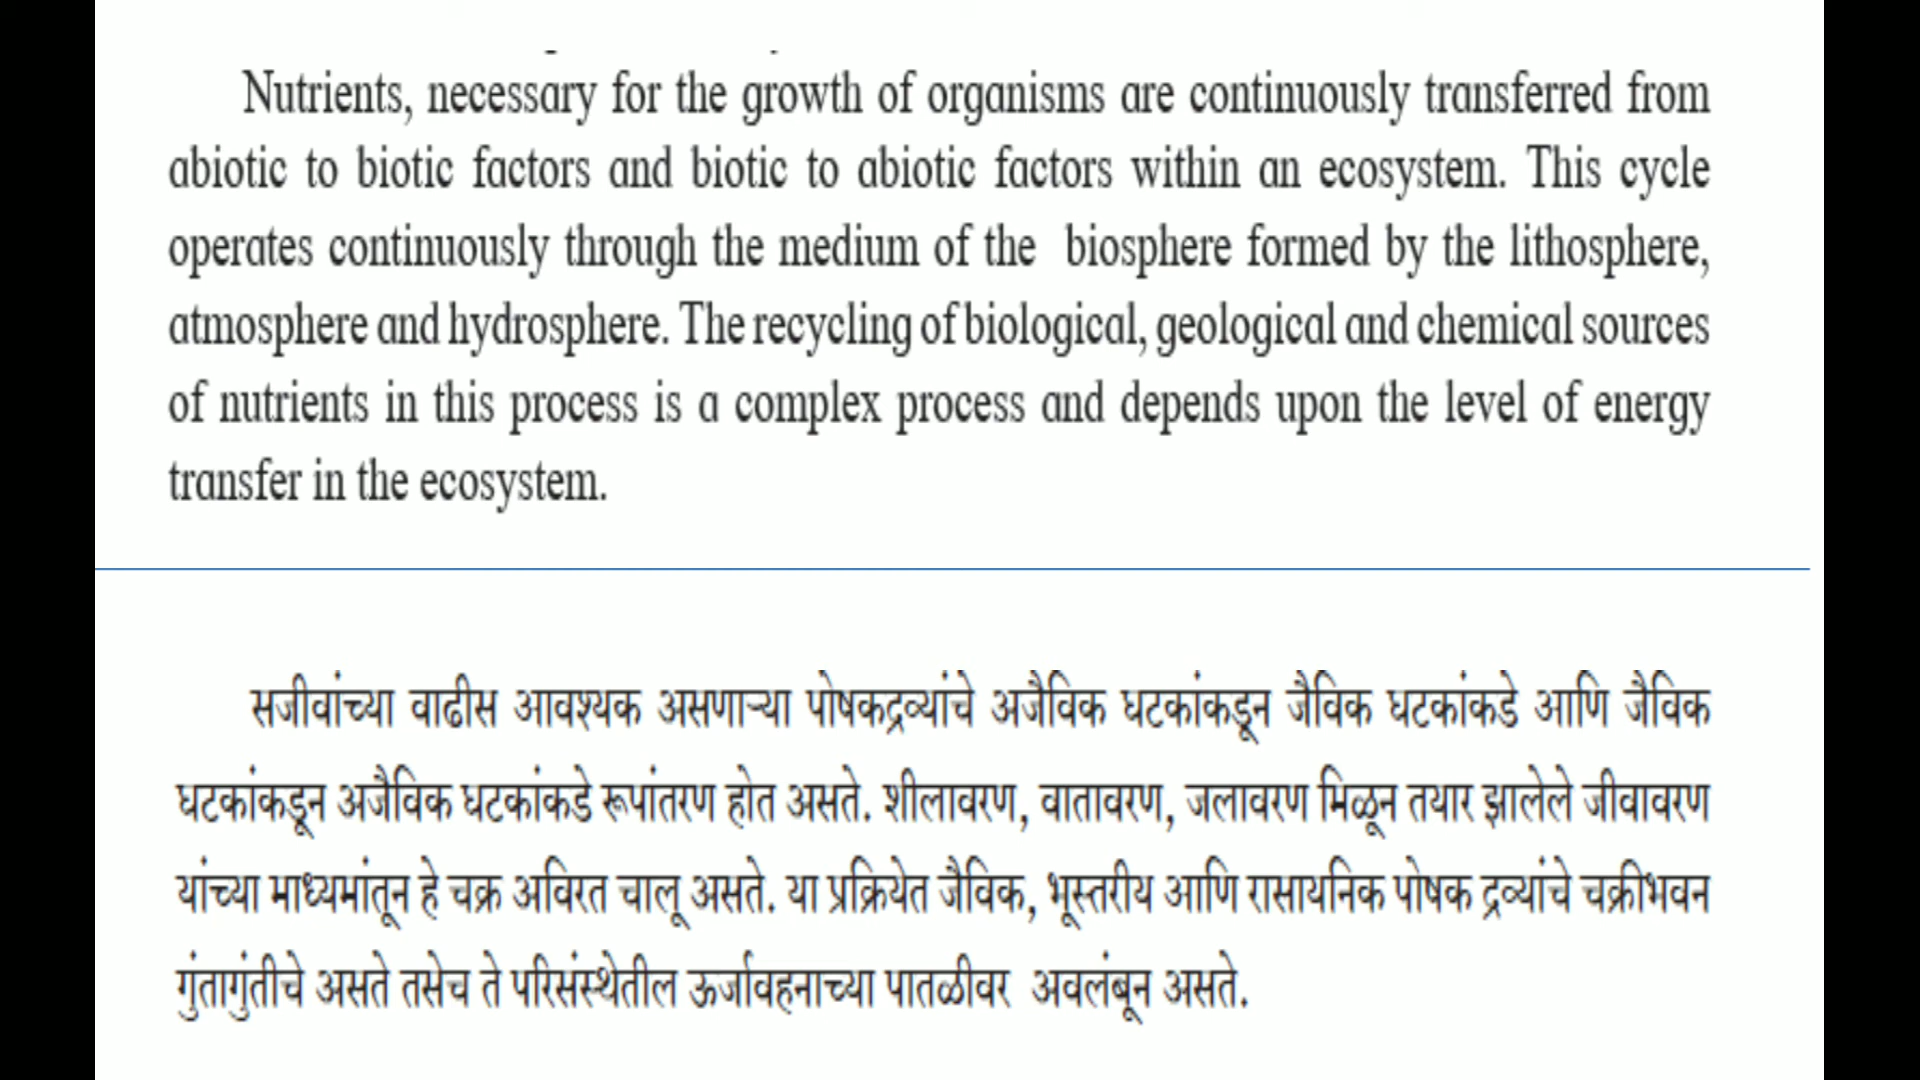 Nutrients, necessary for the growth of organisms are continuously transferred from
abiotic to biotic factors and biotic to abiotic factors within an ecosystem. This cycle
operates continuously through the medium of the biosphere formed by the lithosphere,
atmosphere and hydrosphere. The recycling of biological, geological and chemical sources
of nutrients in this process is a complex process and depends upon the level of energy
transfer in the ecosystem.
सजीवांच्या वाढीस आवश्यक असणाऱ्या पोषकद्रव्यांचे अजैविक घटकांकडून जैविक घटकांकडे आणि जैविक
घटकांकडून अजैविक घटकांकडे रूपांतरण होत असते. शीलावरण, वातावरण, जलावरण मिळून तयार झालेले जीवावरण
यांच्या माध्यमांतून हे चक्र अविरत चालू असते. या प्रक्रियेत जैविक, भूस्तरीय आणि रासायनिक पोषक द्रव्यांचे चक्रीभवन
गुंतागुंतीचे असते तसेच ते परिसंस्थेतील ऊर्जावहनाच्या पातळीवर अवलंबून असते.